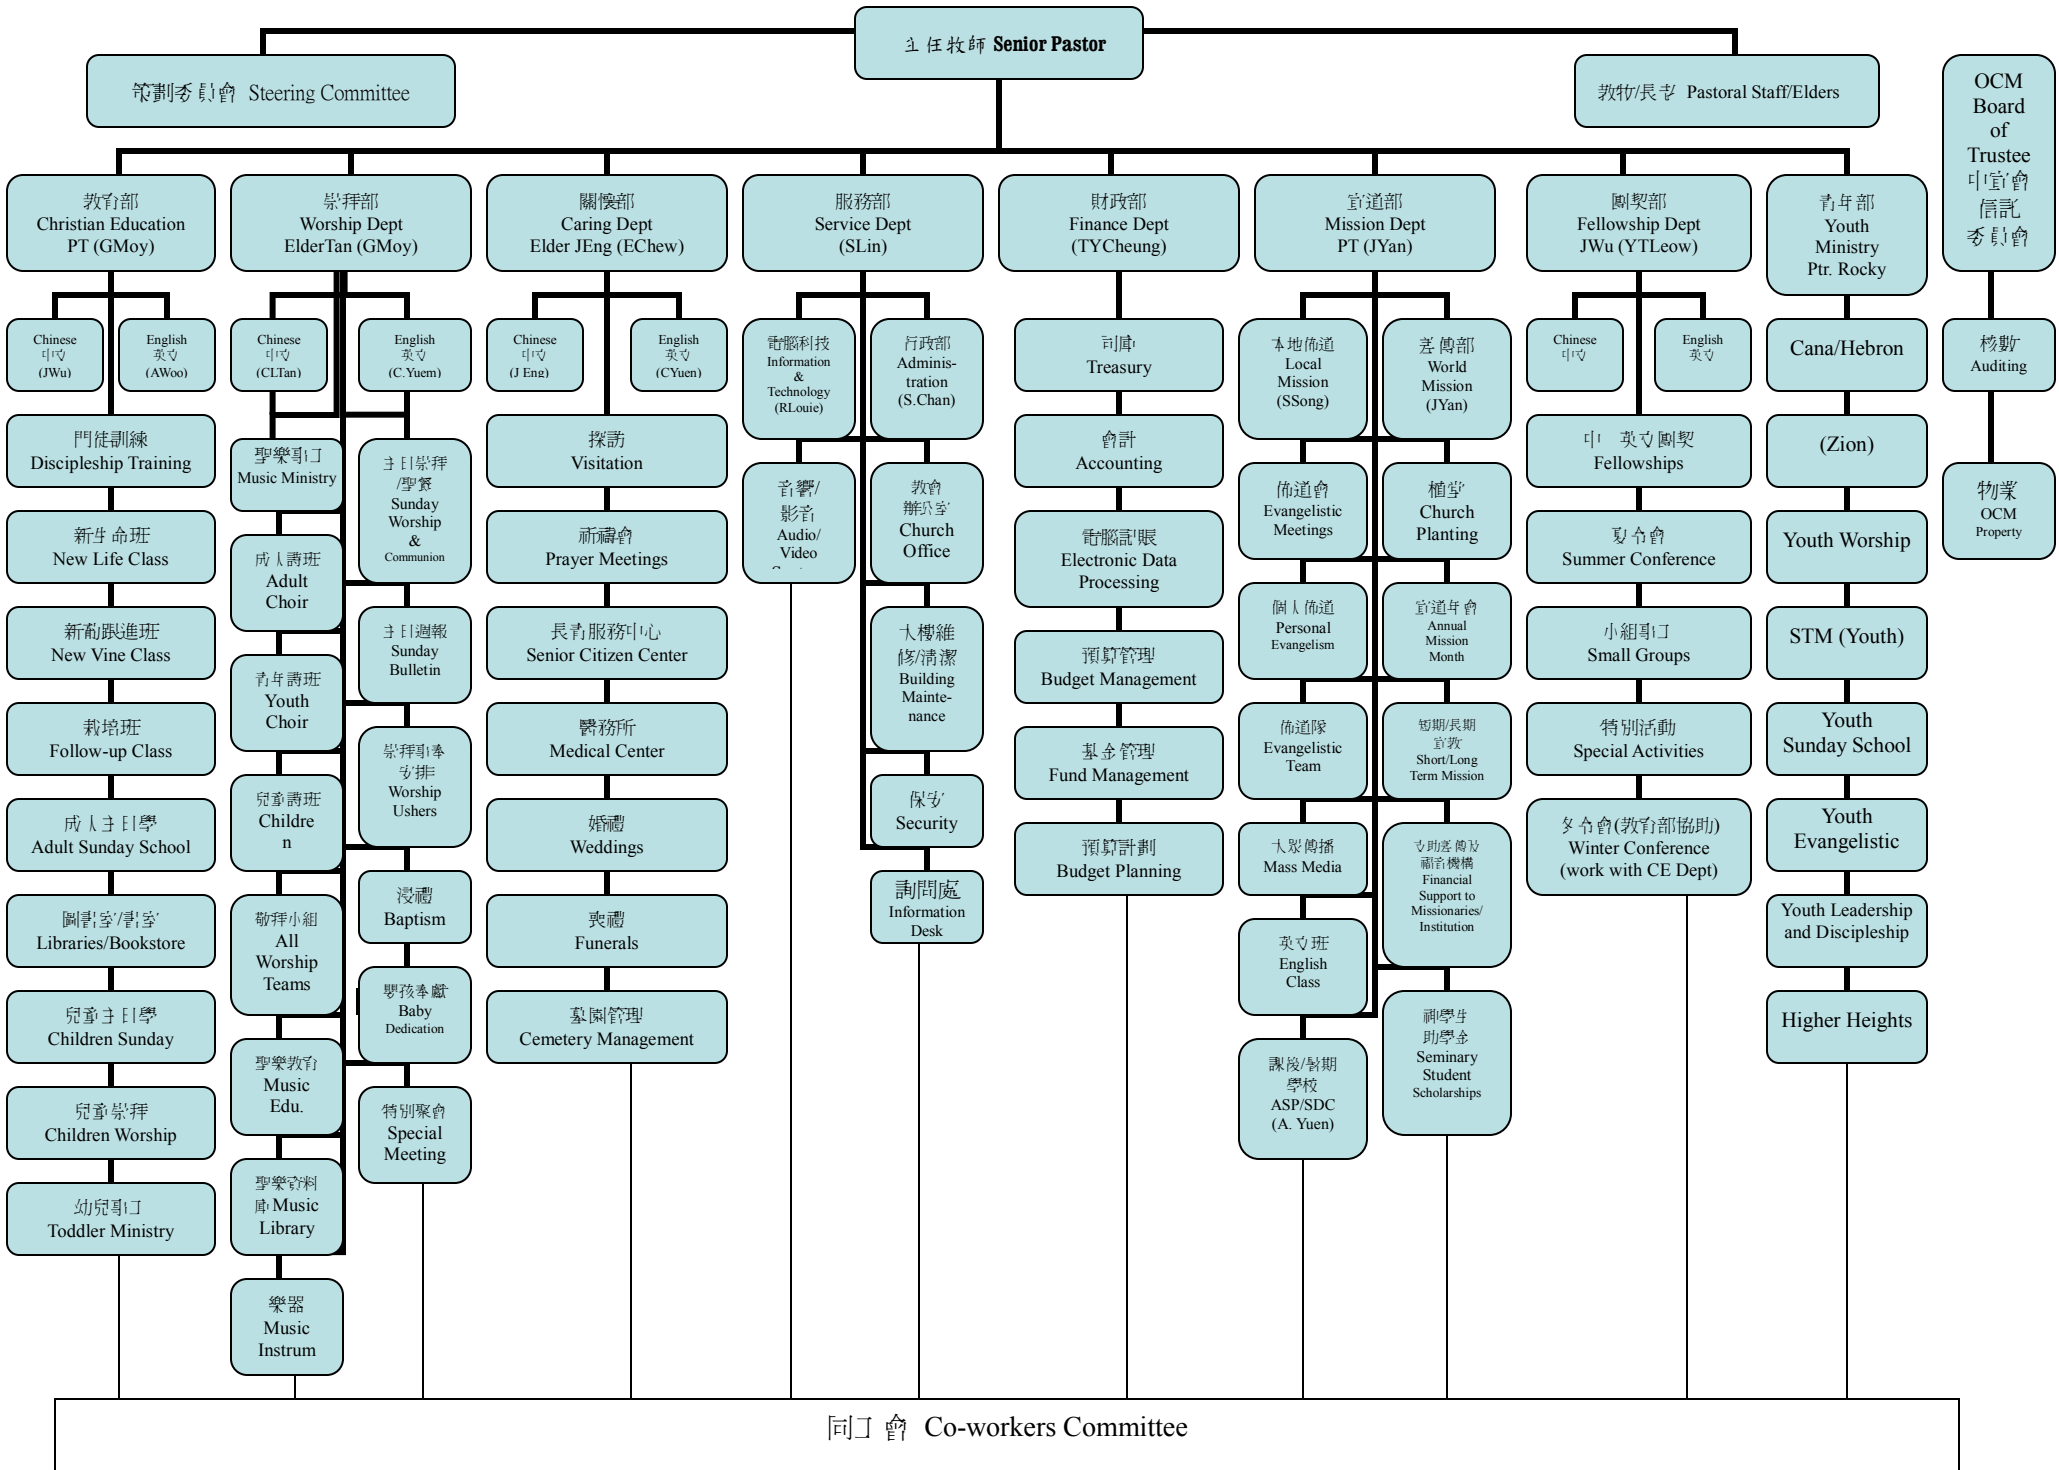 主任牧師 Senior Pastor
策劃委員會 Steering Committee
教牧/長老 Pastoral Staff/Elders
OCM
Board
of
Trustee
中宣會
信託
委員會
核數
Auditing
物業
OCM
Property
教育部
Christian Education
PT (GMoy)
Chinese
中文
(JWu)
English
英文
(AWoo)
門徒訓練
Discipleship Training
新生命班
New Life Class
新葡跟進班
New Vine Class
栽培班
Follow-up Class
成人主日學
Adult Sunday School
圖書室/書室
Libraries/Bookstore
兒童主日學
Children Sunday
兒童崇拜
Children Worship
幼兒事工
Toddler Ministry
崇拜部
Worship Dept
ElderTan (GMoy)
Chinese
中文
(CLTan)
English
英文
(C.Yuem)
聖樂事工
Music Ministry
成人詩班
Adult
Choir
青年詩班
Youth
Choir
兒童詩班
Childre
n
敬拜小組
All
Worship
Teams
聖樂教育
Music
Edu.
聖樂資料
庫 Music
Library
樂器
Music
Instrum
主日崇拜
/聖餐
Sunday
Worship
&
Communion
主日週報
Sunday
Bulletin
崇拜事奉
安排
Worship
Ushers
浸禮
Baptism
嬰孩奉獻
Baby
Dedication
特別聚會
Special
Meeting
關懷部
Caring Dept
Elder JEng (EChew)
Chinese
中文
(J Eng)
English
英文
(CYuen)
探訪
Visitation
祈禱會
Prayer Meetings
長青服務中心
Senior Citizen Center
醫務所
Medical Center
婚禮
Weddings
喪禮
Funerals
墓園管理
Cemetery Management
服務部
Service Dept
(SLin)
電腦科技
Information
&
Technology
(RLouie)
行政部
Adminis-
tration
(S.Chan)
音響/
影音
Audio/
Video
教會
辦公室
Church
Office
大樓維
修/清潔
Building
Mainte-
nance
保安
Security
詢問處
Information
Desk
財政部
Finance Dept
(TYCheung)
司庫
Treasury
會計
Accounting
電腦記賬
Electronic Data
Processing
預算管理
Budget Management
基金管理
Fund Management
預算計劃
Budget Planning
宣道部
Mission Dept
PT (JYan)
本地佈道
Local
Mission
(SSong)
差傳部
World
Mission
(JYan)
佈道會
Evangelistic
Meetings
植堂
Church
Planting
個人佈道
Personal
Evangelism
宣道年會
Annual
Mission
Month
佈道隊
Evangelistic
Team
短期/長期
宣教
Short/Long
Term Mission
大眾傳播
Mass Media
支助差傳及
福音機構
Financial
Support to
Missionaries/
Institution
英文班
English
Class
神學生
助學金
Seminary
Student
Scholarships
課後/暑期
學校
ASP/SDC
(A. Yuen)
團契部
Fellowship Dept
JWu (YTLeow)
Chinese
中文
English
英文
中 英文團契
Fellowships
夏令會
Summer Conference
小組事工
Small Groups
特別活動
Special Activities
冬令會(教育部協助)
Winter Conference
(work with CE Dept)
青年部
Youth
Ministry
Ptr. Rocky
Cana/Hebron
(Zion)
Youth Worship
STM (Youth)
Youth
Sunday School
Youth
Evangelistic
Youth Leadership
and Discipleship
Higher Heights
同工 會 Co-workers Committee